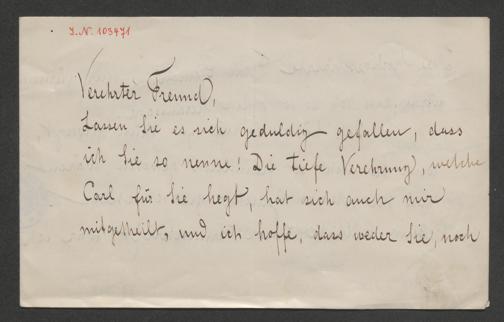 I. N. 103471
Verehrter Freund,
Lassen Sie es sich geduldig gefallen, dass
ich Sie so nenne! Die tiefe Verehrung, welche
Carl für Sie hegt, hat sich auch mir
mitgetheilt, und ich hoffe, dass weder Sie, noch